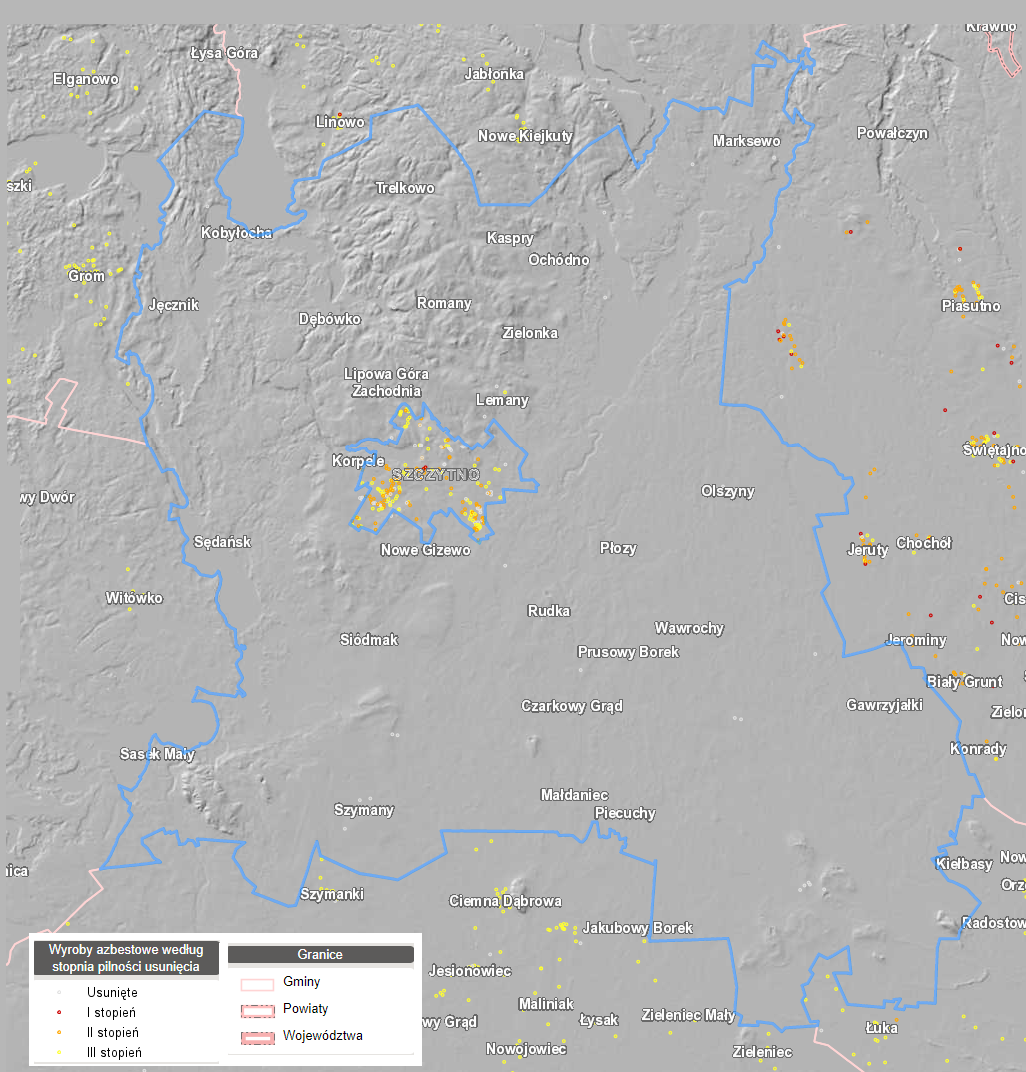 Krawno
Łysa Góra
Elganowo
Jabłonka
Linowo
Nowe Kiejkuty
Marksewo
Powałczyn
szki
Trelkowo
Kobyłocha
Kaspry
Ochódno
Grom
Jęcznik
Romany
Piasutno
Dębówko
Zielonka
Lipowa Góra
Zachodnia
Lemany
Korpele
SZCZYTNO
Świętajno
wy Dwór
Olszyny
Sędańsk
Nowe Gizewo
Płozy
Jeruty
Chochół
Witówko
Rudka
Cis
Siódmak
Wawrochy
Jerominy
Now
Prusowy Borek
Biały Grunt
Czarkowy Grąd
Gawrzyjałki
Zielon
Sasek Mały
Konrady
Małdaniec
Szymany
Piecuchy
nica
Kiełbasy
Now
Szymanki
Orz
Ciemna Dąbrowa
Jakubowy Borek
Radostow
Jesionowiec
Maliniak
wy Grąd
Łysak
Zieleniec Mały
Łuka
Nowojowiec
Zieleniec
Wyroby azbestowe według
stopnia pilności usunięcia
Usunięte
I stopień
II stopień
III stopień
Granice
Gminy
Powiaty
Województwa